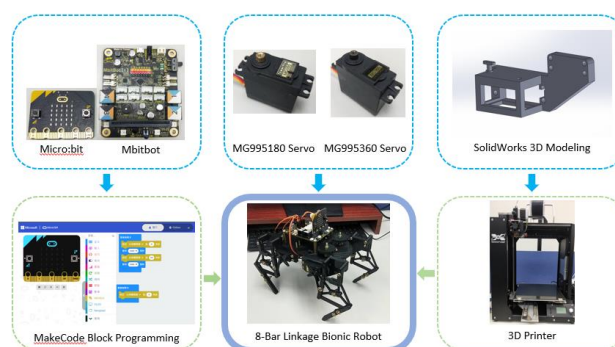 Micro:bit
Mbitbot
MG995180 Servo
MG995360 Servo
SolidWorks 3D Modeling
Microsoft
MakeCode Block Programming
8-Bar Linkage Bionic Robot
3D Printer